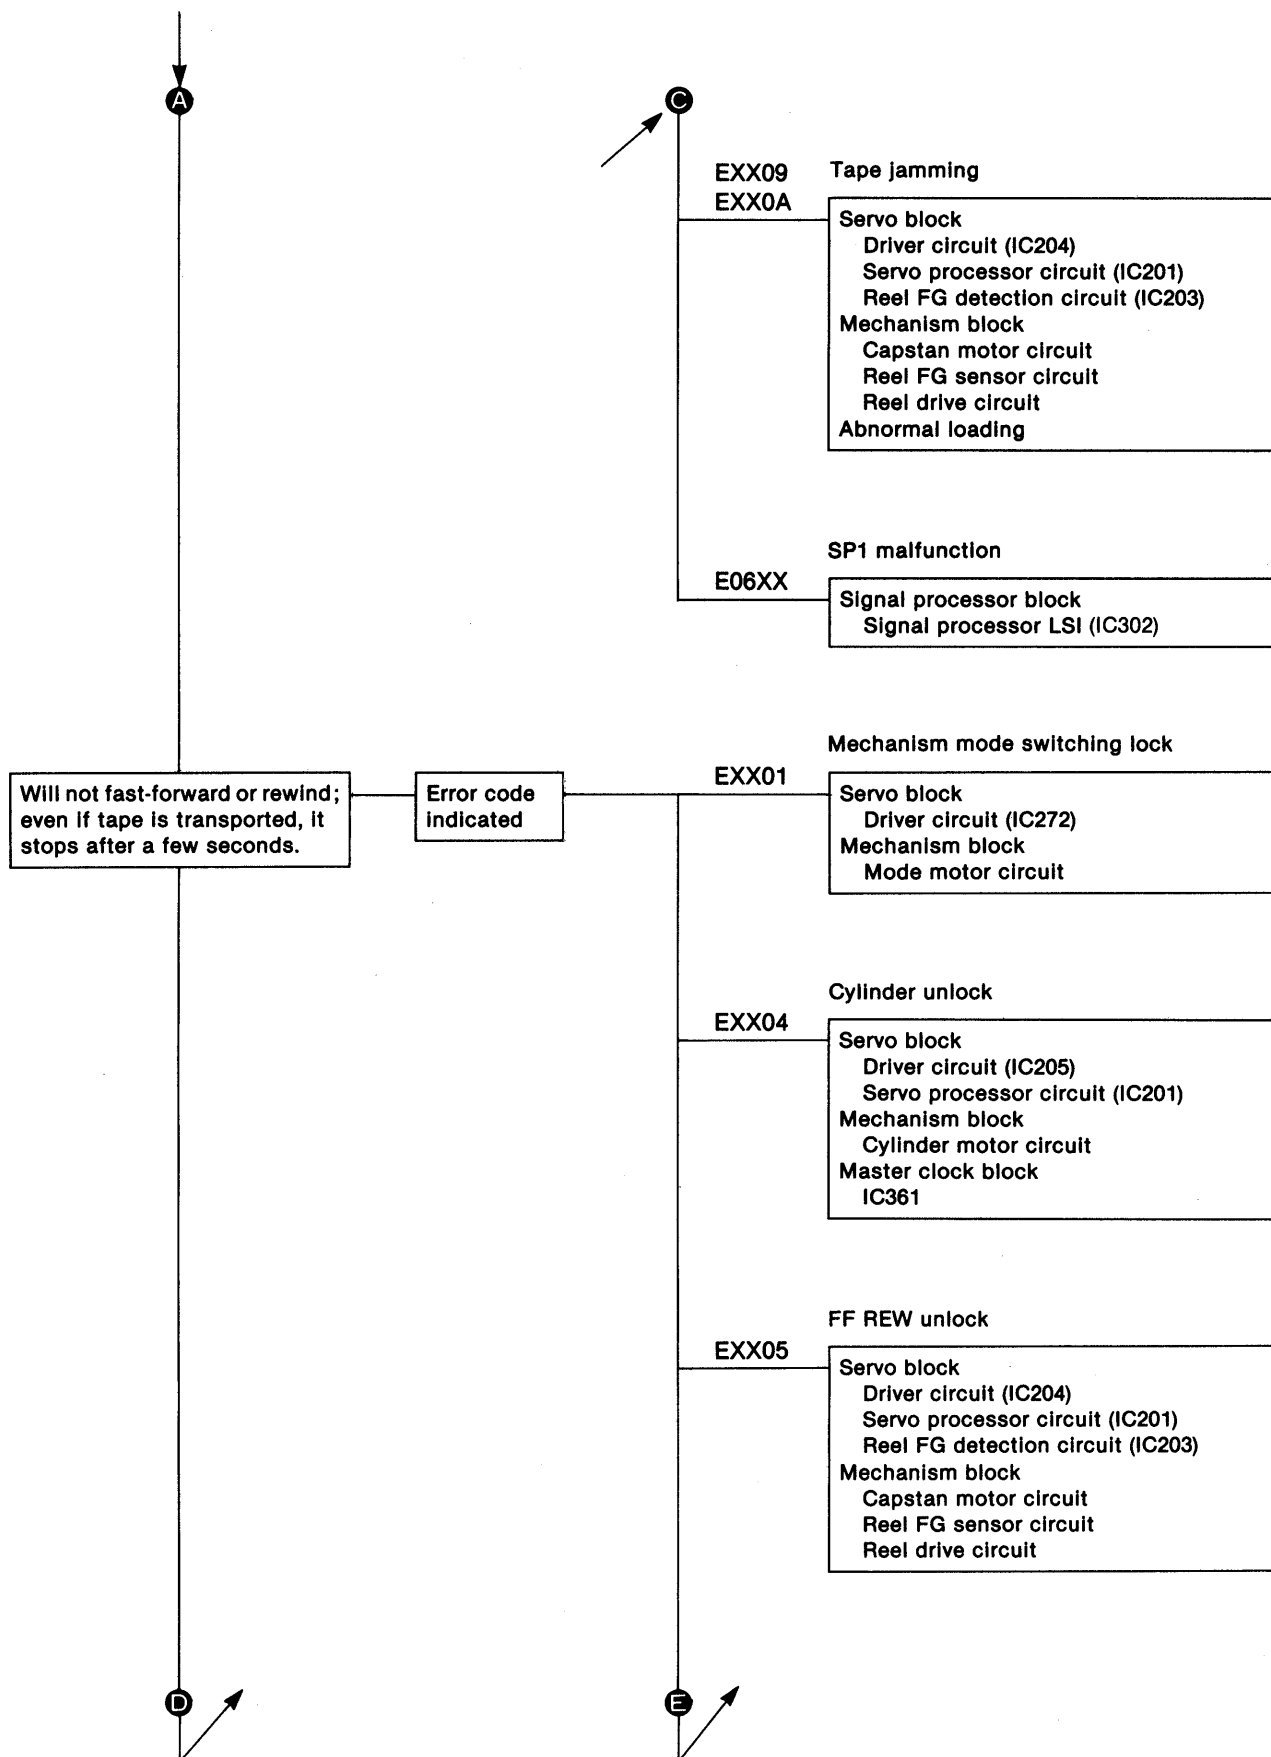 A
C
EXX09
EXX0A
Tape jamming
Servo block
Driver circuit (IC204)
Servo processor circuit (IC201)
Reel FG detection circuit (IC203)
Mechanism block
Capstan motor circuit
Reel FG sensor circuit
Reel drive circuit
Abnormal loading
SP1 malfunction
E06XX
Signal processor block
Signal processor LSI (IC302)
Will not fast-forward or rewind;
even if tape is transported, it
stops after a few seconds.
Error code
indicated
Mechanism mode switching lock
EXX01
Servo block
Driver circuit (IC272)
Mechanism block
Mode motor circuit
Cylinder unlock
EXX04
Servo block
Driver circuit (IC205)
Servo processor circuit (IC201)
Mechanism block
Cylinder motor circuit
Master clock block
IC361
FF REW unlock
EXX05
Servo block
Driver circuit (IC204)
Servo processor circuit (IC201)
Reel FG detection circuit (IC203)
Mechanism block
Capstan motor circuit
Reel FG sensor circuit
Reel drive circuit
D
E